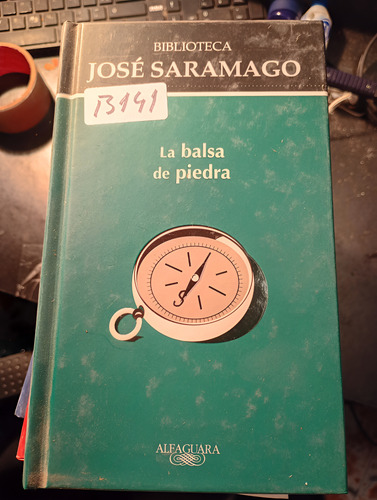 BIBLIOTECA
JOSÉ SARAMAGO
B141
La balsa
de piedra
ALFAGUARA